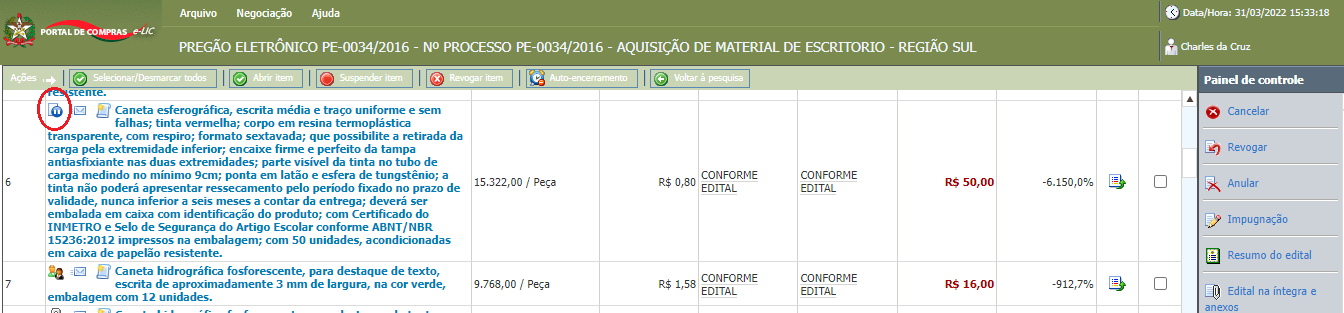 PORTAL DE COMPRAS e-LIC
Arquivo Negociação Ajuda
PREGÃO ELETRÔNICO PE-0034/2016 - Nº PROCESSO PE-0034/2016 - AQUISIÇÃO DE MATERIAL DE ESCRITORIO - REGIÃO SUL
Data/Hora: 31/03/2022 15:33:18
Charles da Cruz
Ações Selecionar/Desmarcar todos Abrir item Suspender item Revogar item Auto-encerramento Voltar à pesquisa
resistente.
6
Caneta esferográfica, escrita média e traço uniforme e sem
falhas; tinta vermelha; corpo em resina termoplástica
transparente, com respiro; formato sextavada; que possibilite a retirada da
carga pela extremidade inferior; encaixe firme e perfeito da tampa
antiasfixiante nas duas extremidades; parte visível da tinta no tubo de
carga medindo no mínimo 9cm; ponta em latão e esfera de tungstênio; a
tinta não poderá apresentar ressecamento pelo período fixado no prazo de
validade, nunca inferior a seis meses a contar da entrega; deverá ser
embalada em caixa com identificação do produto; com Certificado do
INMETRO e Selo de Segurança do Artigo Escolar conforme ABNT/NBR
15236:2012 impressos na embalagem; com 50 unidades, acondicionadas
em caixa de papelão resistente.
15.322,00 / Peça
R$ 0,80
CONFORME
EDITAL
CONFORME
EDITAL
R$ 50,00
-6.150,0%
7
Caneta hidrográfica fosforescente, para destaque de texto,
escrita de aproximadamente 3 mm de largura, na cor verde,
embalagem com 12 unidades.
9.768,00 / Peça
R$ 1,58
CONFORME
EDITAL
CONFORME
EDITAL
R$ 16,00
-912,7%
Painel de controle
Cancelar
Revogar
Anular
Impugnação
Resumo do edital
Edital na íntegra e
anexos